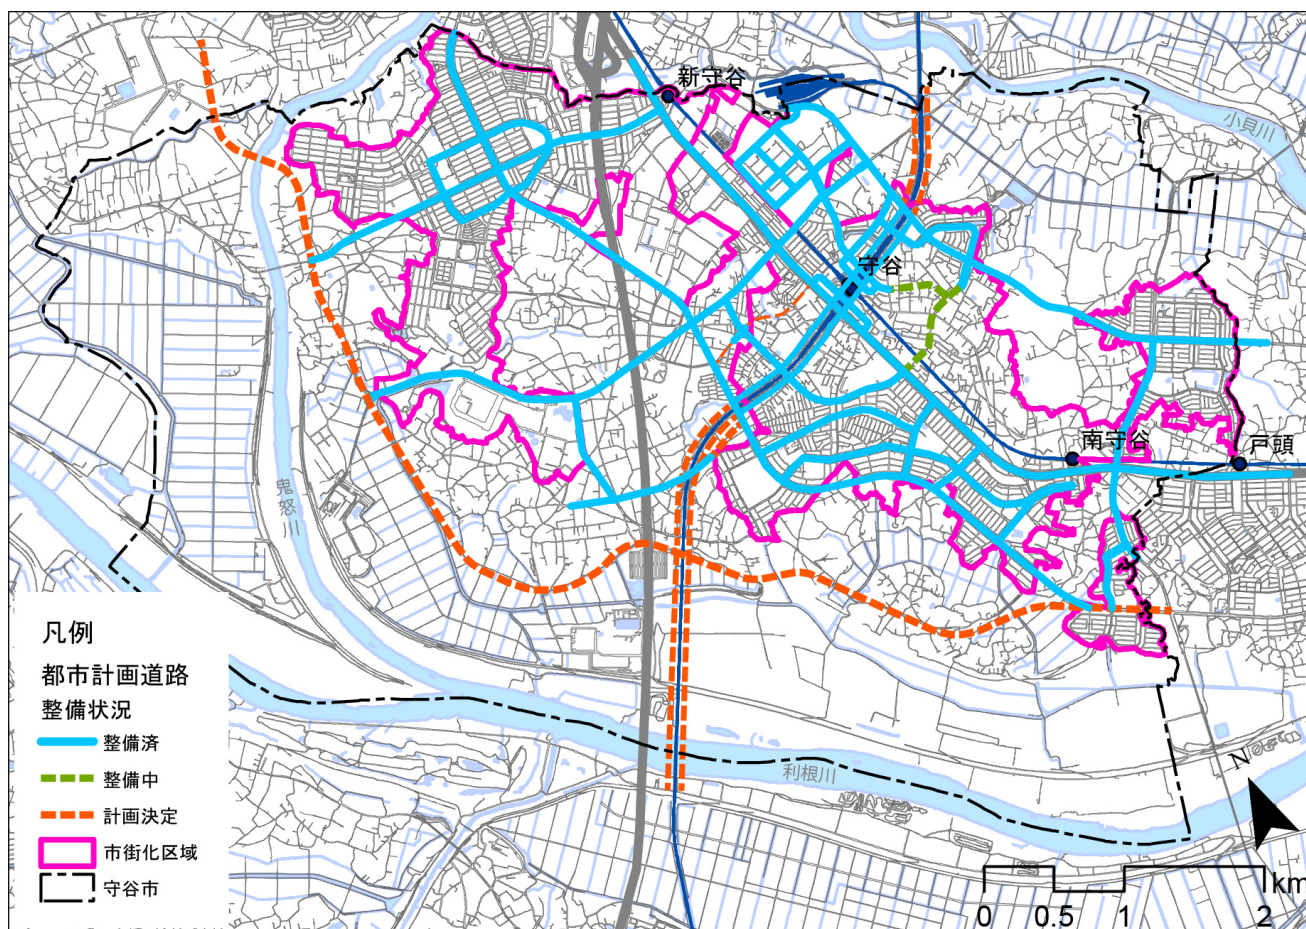 新守谷
小貝川
守谷
南守谷
戸頭
鬼怒川
利根川
N
凡例
都市計画道路
整備状況
整備済
整備中
計画決定
市街化区域
守谷市
km
0 0.5 1 2